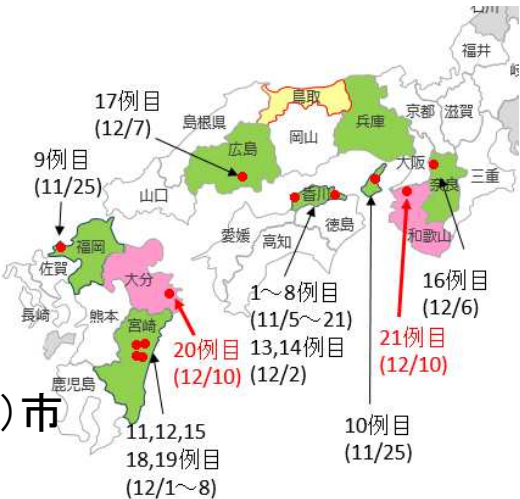 石川
福井
岐
鳥取
兵庫
京都
滋賀
島根県
岡山
17例目
(12/7)
広島
大阪
三重
奈良
9例目
(11/25)
山口
香川
徳島
愛媛
高知
和歌山
福岡
佐賀
大分
長崎
熊本
宮崎
鹿児島
1～8例目
(11/5～21)
13,14例目
(12/2)
16例目
(12/6)
20例目
(12/10)
21例目
(12/10)
10例目
(11/25)
)市
11,12,15
18,19例目
(12/1～8)